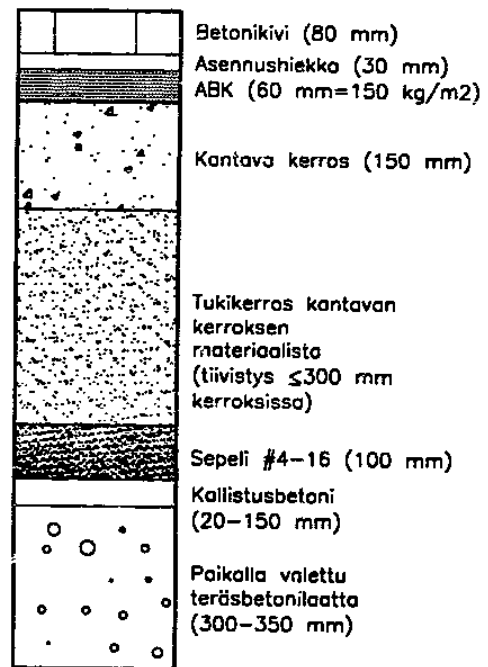 Betonikivi (80 mm)
Asennushiekka (30 mm)
ABK (60 mm=150 kg/m2)
Kantava kerros (150 mm)
Tukikerros kantavan
kerroksen
materiaalista
(tiivistys ≤300 mm
kerroksissa)
Sepeli #4-16 (100 mm)
Kallistusbetoni
(20-150 mm)
Paikalla valettu
teräsbetonilaatta
(300-350 mm)